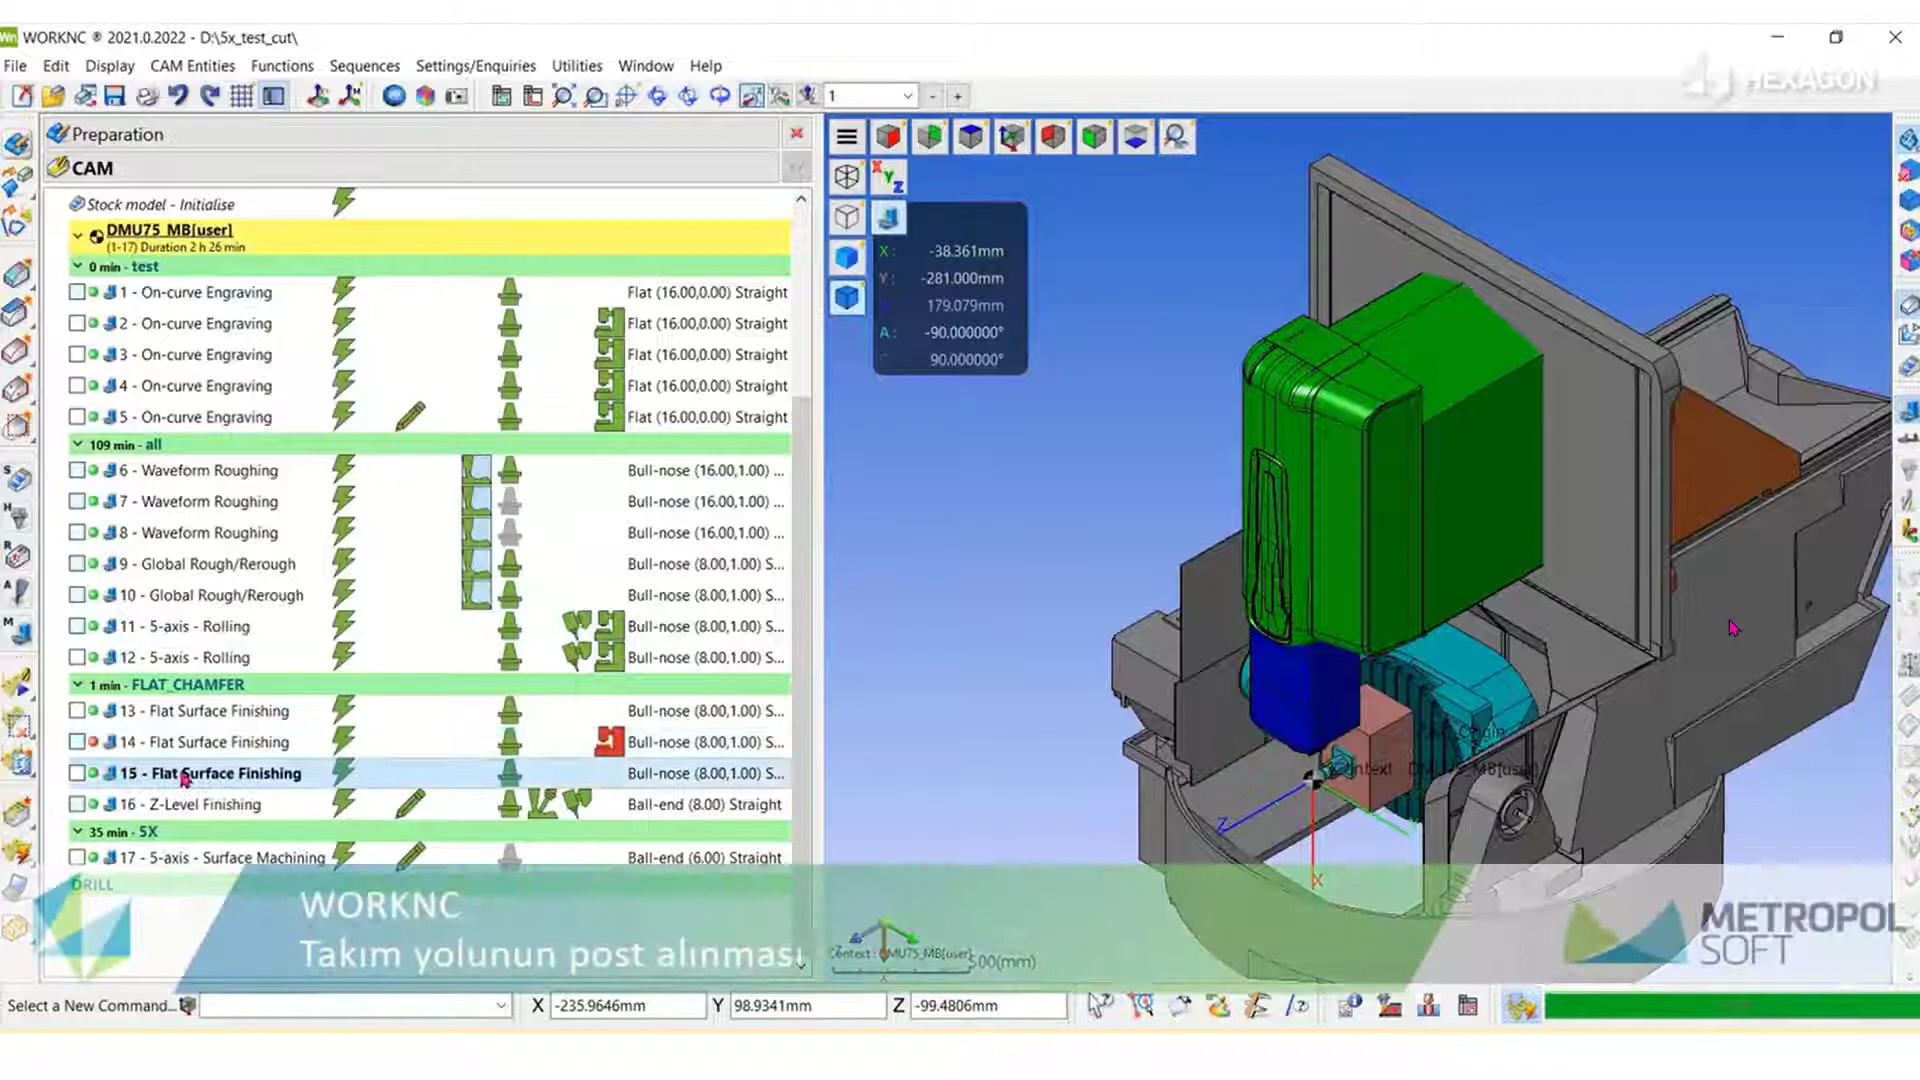 WORKNC ® 2021.0.2022 - D:\5x_test_cut\
File Edit Display CAM Entities Functions Sequences Settings/Enquiries Utilities Window Help
HEXAGON
1
Preparation
CAM
Stock model - Initialise
DMU75_MB[user]
(1-17) Duration 2 h 26 min
0 min - test
1 - On-curve Engraving Flat (16.00,0.00) Straight
2 - On-curve Engraving Flat (16.00,0.00) Straight
3 - On-curve Engraving Flat (16.00,0.00) Straight
4 - On-curve Engraving Flat (16.00,0.00) Straight
5 - On-curve Engraving Flat (16.00,0.00) Straight
109 min - all
6 - Waveform Roughing Bull-nose (16.00,1.00) ...
7 - Waveform Roughing Bull-nose (16.00,1.00) ...
8 - Waveform Roughing Bull-nose (16.00,1.00) ...
9 - Global Rough/Rerough Bull-nose (8.00,1.00) S...
10 - Global Rough/Rerough Bull-nose (8.00,1.00) S...
11 - 5-axis - Rolling Bull-nose (8.00,1.00) S...
12 - 5-axis - Rolling Bull-nose (8.00,1.00) S...
1 min - FLAT_CHAMFER
13 - Flat Surface Finishing Bull-nose (8.00,1.00) S...
14 - Flat Surface Finishing Bull-nose (8.00,1.00) S...
15 - Flat Surface Finishing Bull-nose (8.00,1.00) S...
16 - Z-Level Finishing Ball-end (8.00) Straight
35 min - 5X
17 - 5-axis - Surface Machining Ball-end (6.00) Straight
DRILL
X Y Z
X: -38.361mm
Y: -281.000mm
179.079mm
A: -90.000000°
90.000000°
Origin
Context DMU75_MB[user]
Z
X
WORKNC
Takım yolunun post alınması
Context : DMU75_MB[user]
500(mm)
METROPOL
SOFT
Select a New Command... X -235.9646mm Y 98.9341mm Z -99.4806mm